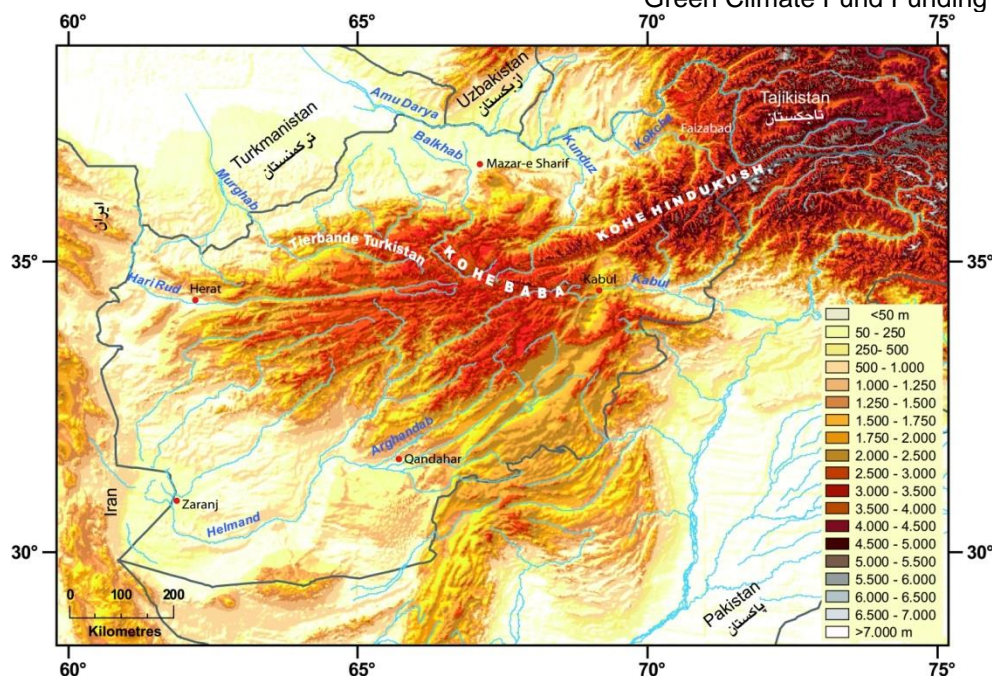 Green Climate Fund Funding
60°
65°
70°
75°
Uzbekistan
ازبکستان
Amu Darya
Tajikistan
تاجکستان
Turkmanistan
ترکمنستان
Balkhab
Kunduz
Kokcha
Faizabad
Mazar-e Sharif
Murghab
KOHE HINDUKUSH
ایران
Tierbande Turkistan
KOHE BABA
35°
35°
Hari Rud
Herat
Kabul
Kabul
<50 m
50 - 250
250- 500
500 - 1.000
1.000 - 1.250
1.250 - 1.500
1.500 - 1.750
1.750 - 2.000
2.000 - 2.500
2.500 - 3.000
3.000 - 3.500
3.500 - 4.000
4.000 - 4.500
4.500 - 5.000
5.000 - 5.500
5.500 - 6.000
6.000 - 6.500
6.500 - 7.000
>7.000 m
Arghandab
Qandahar
Iran
Zaranj
Helmand
30°
30°
Pakistan
پاکستان
0 100 200
Kilometres
60°
65°
70°
75°